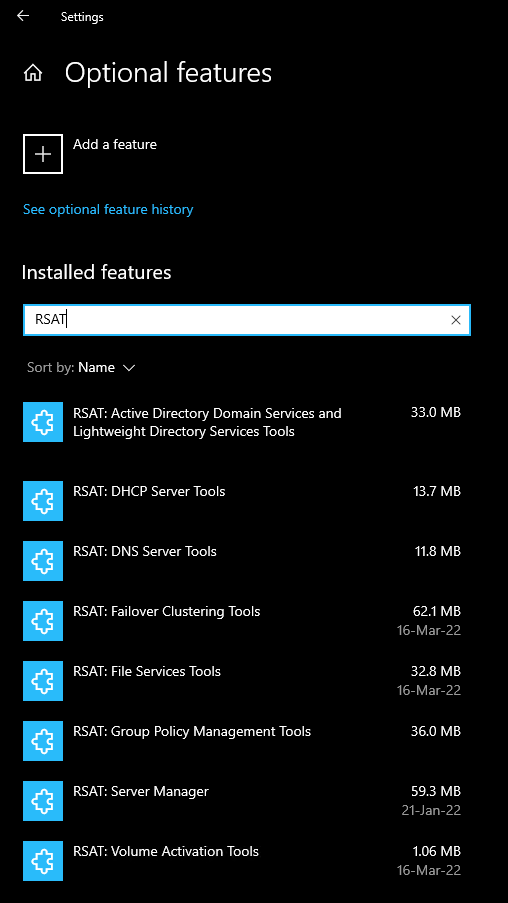 Settings
Optional features
Add a feature
See optional feature history
Installed features
RSAT
Sort by: Name
RSAT: Active Directory Domain Services and 33.0 MB
Lightweight Directory Services Tools
RSAT: DHCP Server Tools 13.7 MB
RSAT: DNS Server Tools 11.8 MB
RSAT: Failover Clustering Tools 62.1 MB
16-Mar-22
RSAT: File Services Tools 32.8 MB
16-Mar-22
RSAT: Group Policy Management Tools 36.0 MB
RSAT: Server Manager 59.3 MB
21-Jan-22
RSAT: Volume Activation Tools 1.06 MB
16-Mar-22